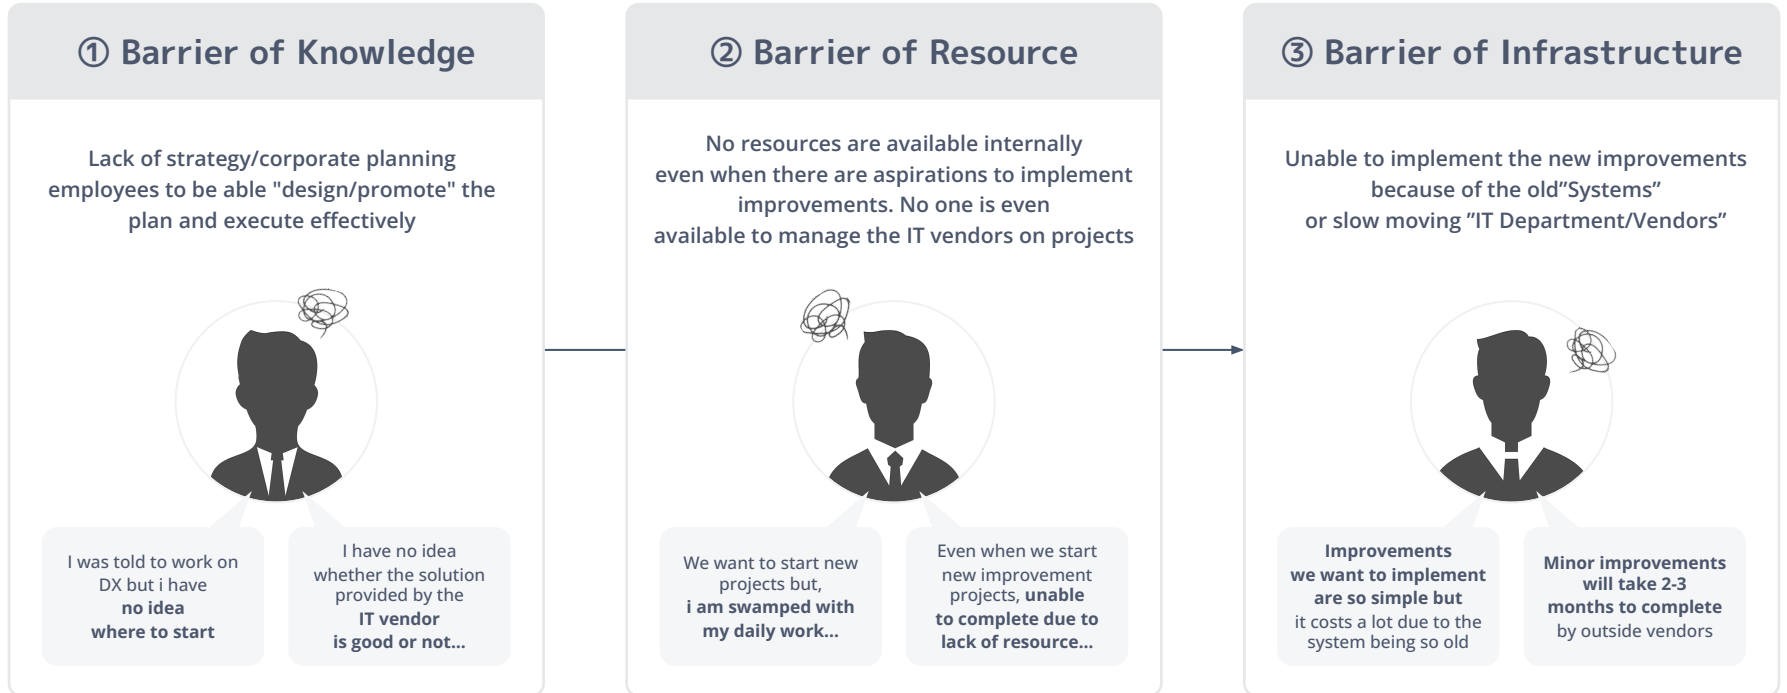 ① Barrier of Knowledge
Lack of strategy/corporate planning
employees to be able "design/promote" the
plan and execute effectively
I was told to work on
DX but i have
no idea
where to start
I have no idea
whether the solution
provided by the
IT vendor
is good or not...
② Barrier of Resource
No resources are available internally
even when there are aspirations to implement
improvements. No one is even
available to manage the IT vendors on projects
We want to start new
projects but,
i am swamped with
my daily work...
Even when we start
new improvement
projects, unable
to complete due to
lack of resource...
③ Barrier of Infrastructure
Unable to implement the new improvements
because of the old”Systems”
or slow moving ”IT Department/Vendors”
Improvements
we want to implement
are so simple but
it costs a lot due to the
system being so old
Minor improvements
will take 2-3
months to complete
by outside vendors